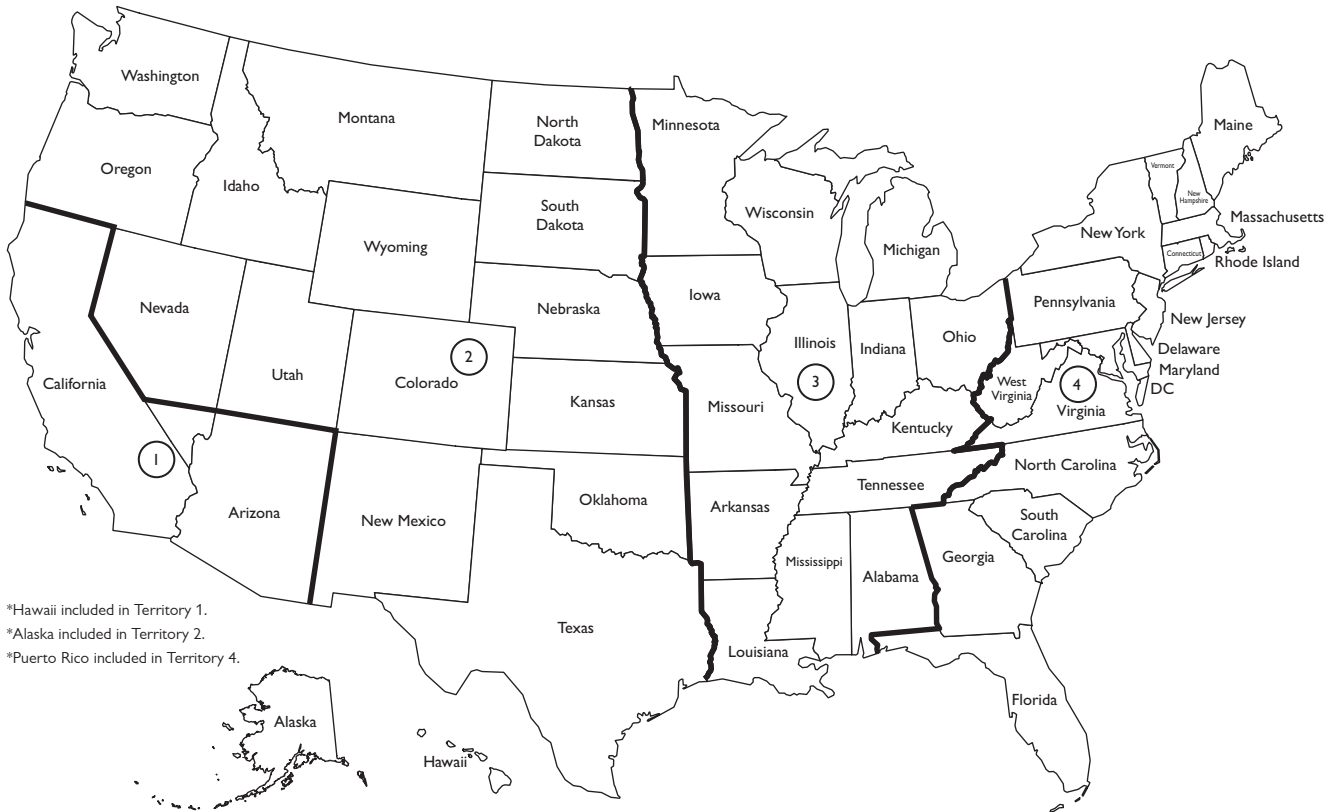 Washington
Montana
North
Dakota
Minnesota
Maine
Oregon
Idaho
Vermont
New
Hampshire
South
Dakota
Wisconsin
Michigan
New York
Massachusetts
Wyoming
Connecticut
Rhode Island
Nevada
Nebraska
Iowa
Pennsylvania
New Jersey
Illinois
Indiana
Ohio
Delaware
Maryland
DC
2
Colorado
Utah
California
3
4
West
Virginia
Virginia
Kansas
Missouri
Kentucky
1
North Carolina
Tennessee
Arizona
New Mexico
Oklahoma
Arkansas
South
Carolina
Mississippi
Alabama
Georgia
*Hawaii included in Territory 1.
*Alaska included in Territory 2.
*Puerto Rico included in Territory 4.
Texas
Louisiana
Florida
Alaska
Hawaii